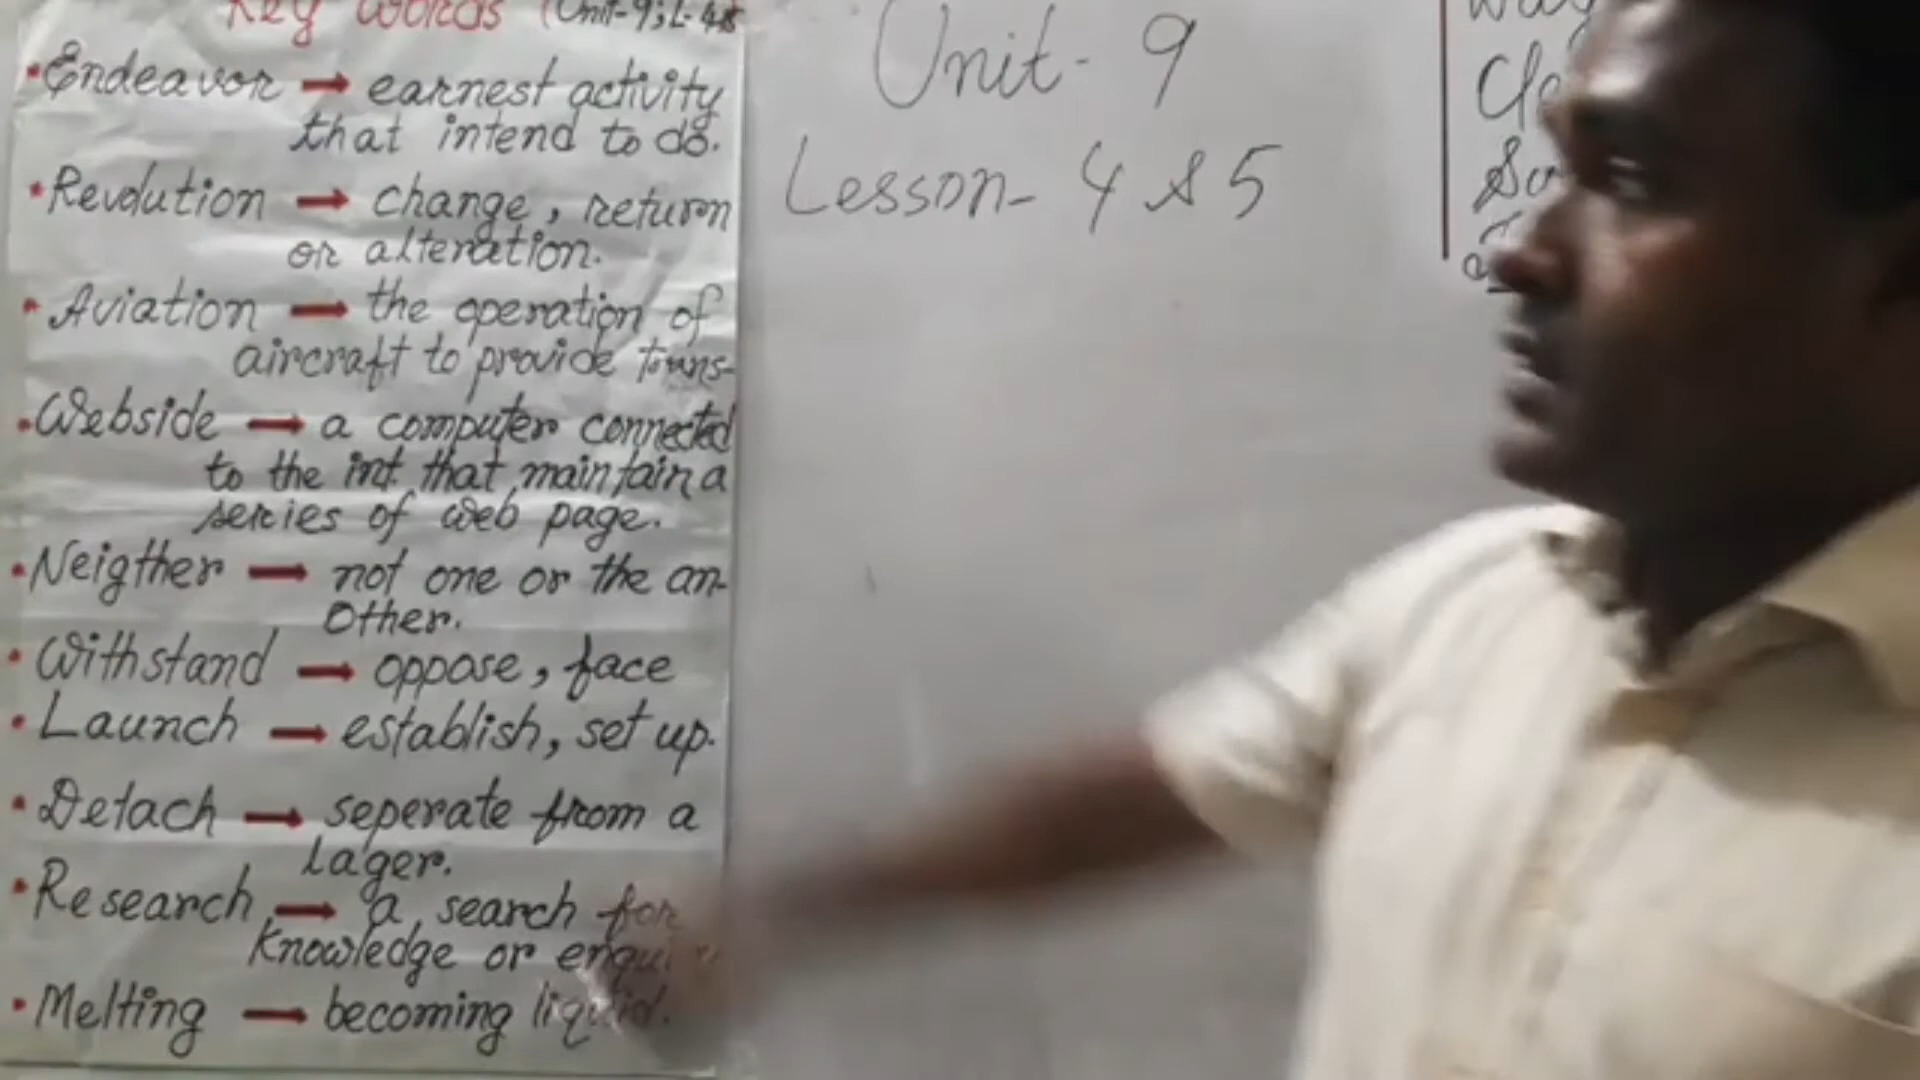 Key Words (Unit-9; L-4&5
• Endeavor → earnest activity
that intend to do.
• Revolution → change, return
or alteration.
• Aviation → the operation of
aircraft to provide trans-
• Webside → a computer connected
to the int. that maintain a
series of web page.
• Neigther → not one or the an-
other.
• Withstand → oppose, face
• Launch → establish, set up.
• Detach → seperate from a
lager.
• Research → a search for
knowledge or
• Melting → becoming liquid.
Unit- 9
Lesson- 4 & 5